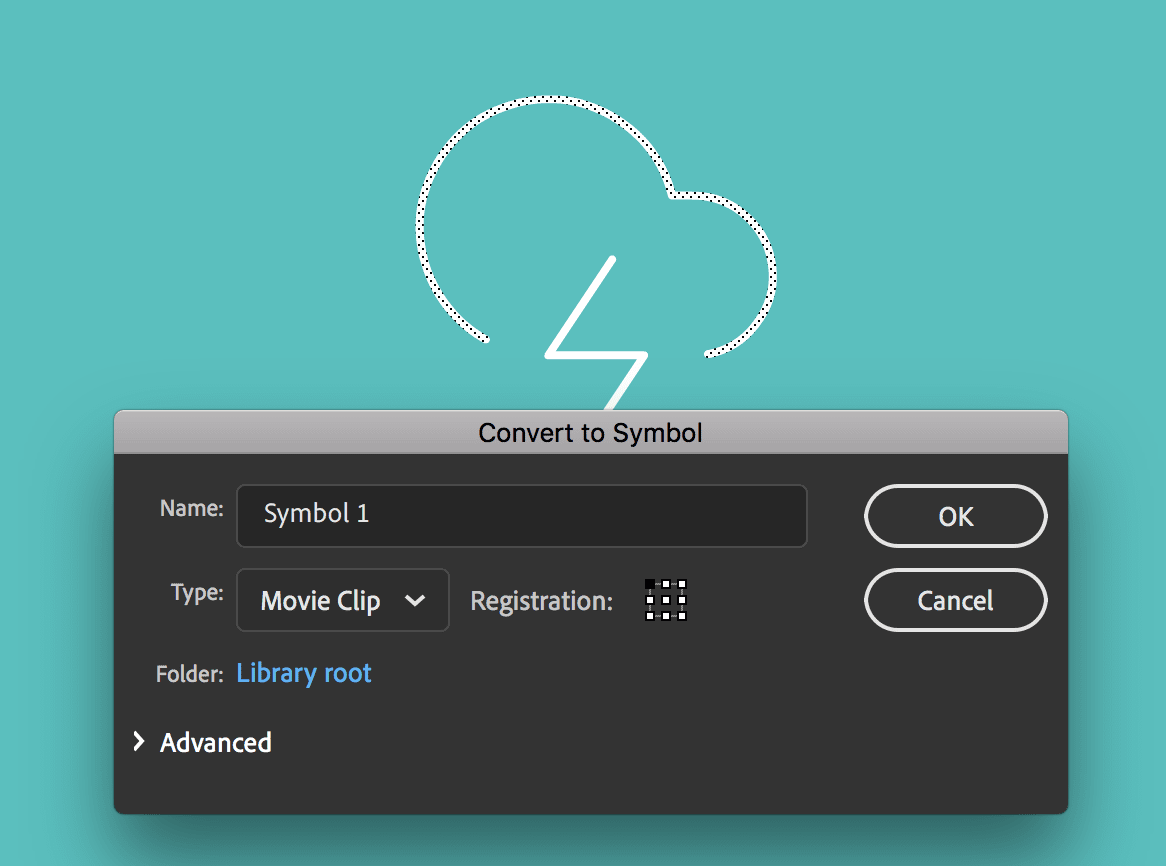 Convert to Symbol
Name: Symbol 1 OK
Type: Movie Clip Registration: Cancel
Folder: Library root
Advanced